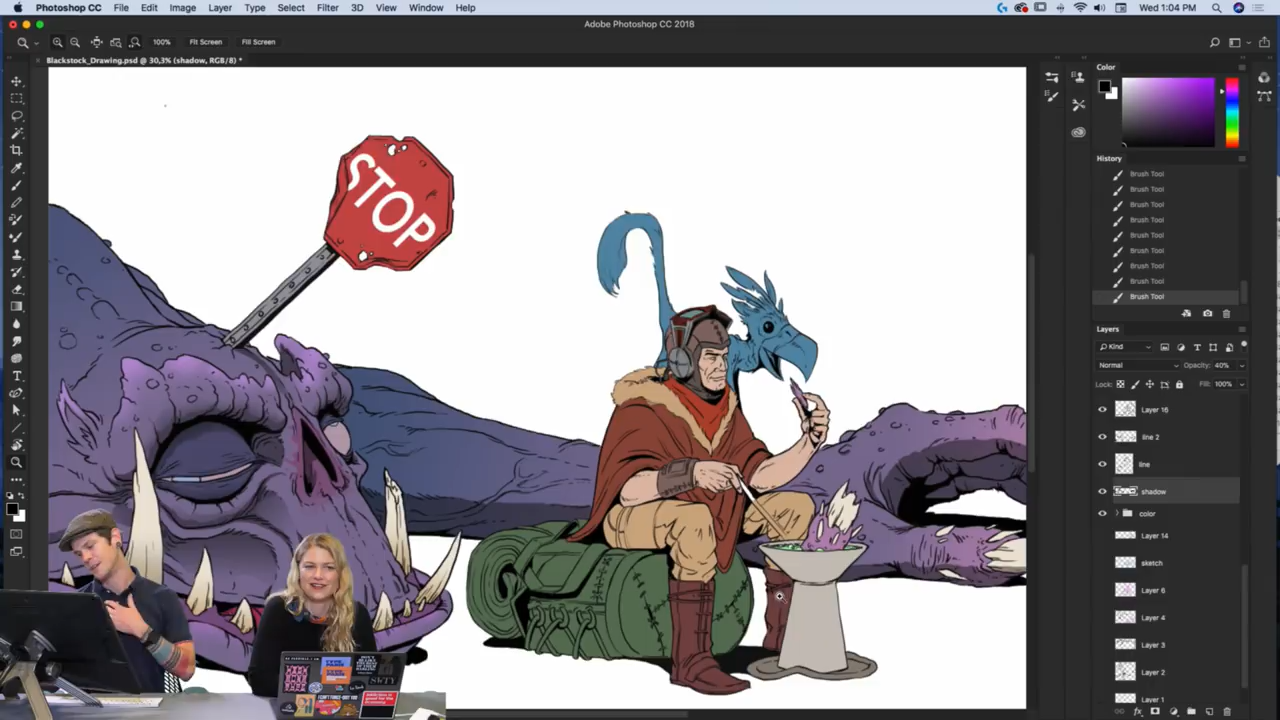 Photoshop CC File Edit Image Layer Type Select Filter 3D View Window Help
Wed 1:04 PM
Adobe Photoshop CC 2018
100% Fit Screen Fill Screen
Blackstock_Drawing.psd @ 30,3% (shadow, RGB/8) *
Color
History
Brush Tool
Brush Tool
Brush Tool
Brush Tool
Brush Tool
Brush Tool
Brush Tool
Brush Tool
Brush Tool
Layers
Kind
Normal Opacity: 40%
Lock: Fill: 100%
Layer 16
line 2
line
shadow
color
Layer 14
sketch
Layer 6
Layer 4
Layer 3
Layer 2
Layer 1
STOP
SWTY